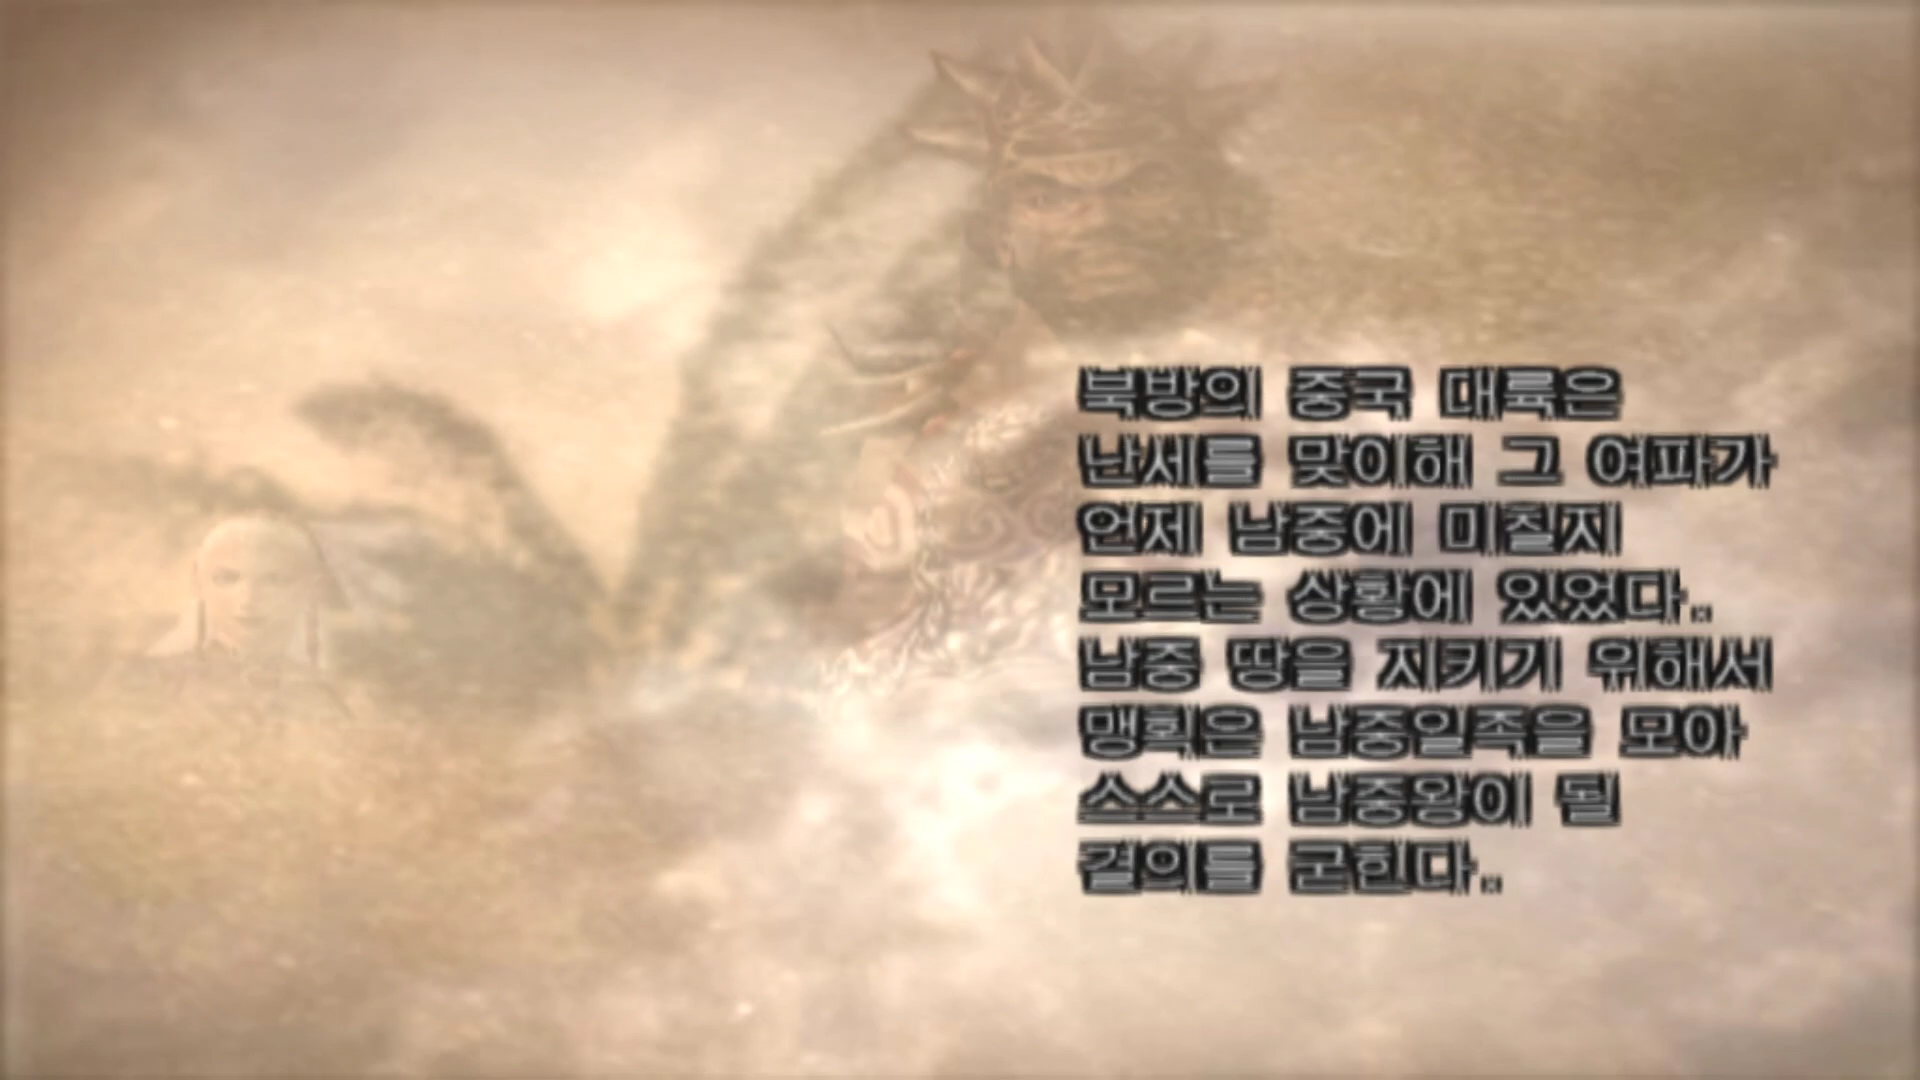 북방의 중국 대륙은
난세를 맞이해 그 여파가
언제 남중에 미칠지
모르는 상황에 있었다..
남중 땅을 지키기 위해서
맹획은 남중일족을 모아
스스로 남중왕이 될
결의를 굳힌다..